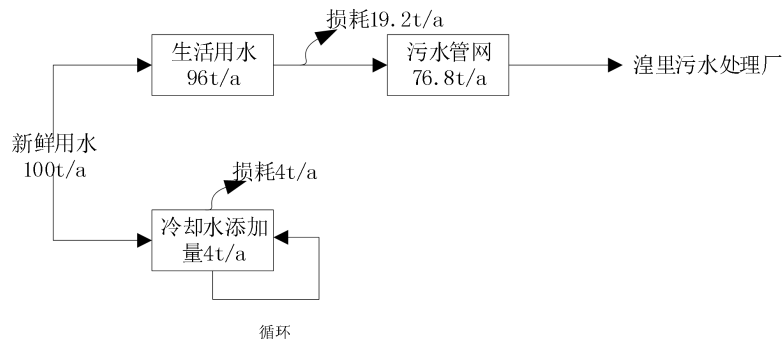 损耗19.2t/a
生活用水
96t/a
污水管网
76.8t/a
湟里污水处理厂
新鲜用水
100t/a
损耗4t/a
冷却水添加
量4t/a
循环